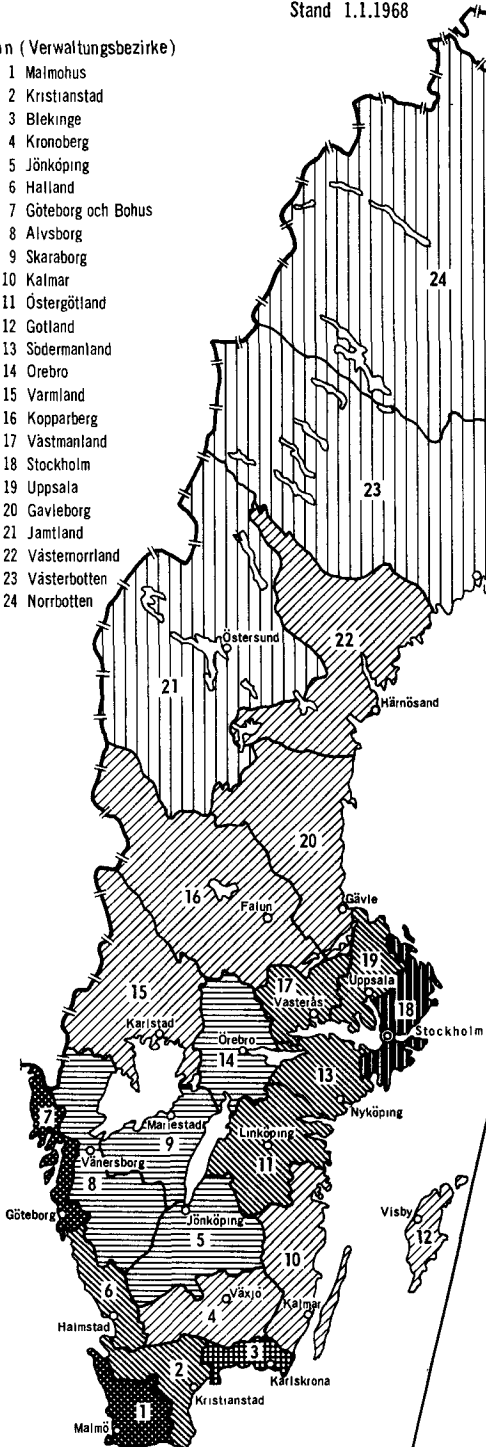 Stand 1.1.1968
n (Verwaltungsbezirke)
1 Malmohus
2 Kristianstad
3 Blekinge
4 Kronoberg
5 Jönköping
6 Halland
7 Göteborg och Bohus
8 Alvsborg
9 Skaraborg
10 Kalmar
11 Östergötland
12 Gotland
13 Södermanland
14 Orebro
15 Varmland
16 Kopparberg
17 Västmanland
18 Stockholm
19 Uppsala
20 Gavleborg
21 Jamtland
22 Västernorrland
23 Västerbotten
24 Norrbotten
24
23
22
Östersund
21
Härnösand
20
16
Falun
Gävle
19
17
Uppsala
15
Västerås
18
Karlstad
Stockholm
Örebro
14
13
7
Mariestad
Nyköping
9
Linköping
Vänersborg
11
8
Visby
Göteborg
Jönköping
12
5
10
6
Växjö
4
Kalmar
Halmstad
3
2
Karlskrona
Kristianstad
1
Malmö